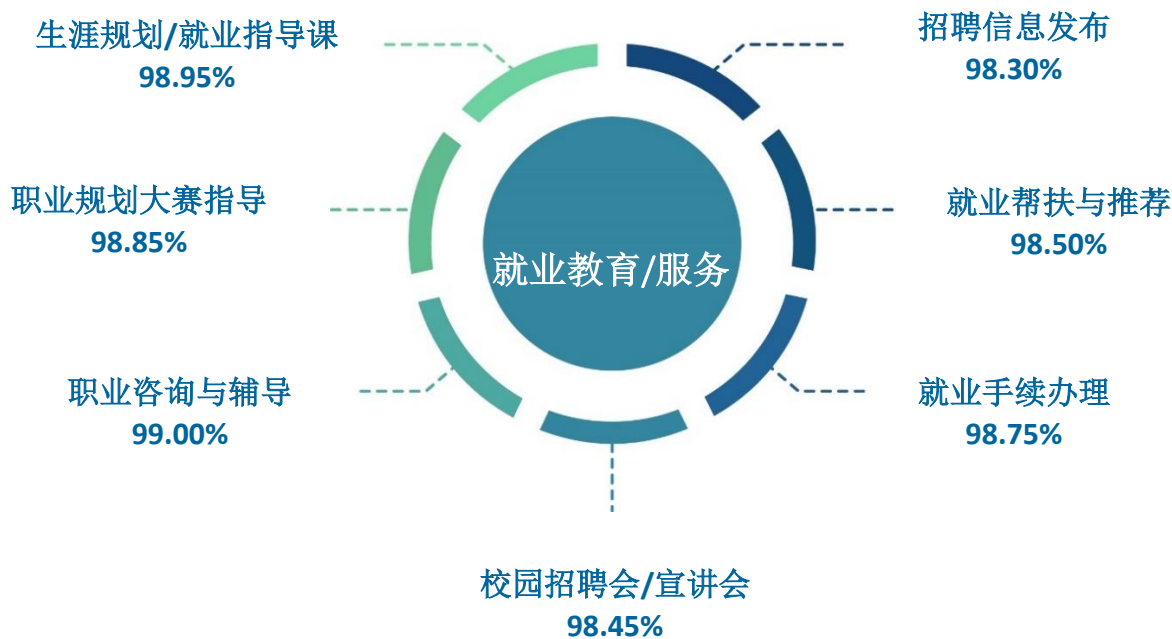 生涯规划/就业指导课
98.95%
招聘信息发布
98.30%
职业规划大赛指导
98.85%
就业帮扶与推荐
98.50%
就业教育/服务
职业咨询与辅导
99.00%
就业手续办理
98.75%
校园招聘会/宣讲会
98.45%